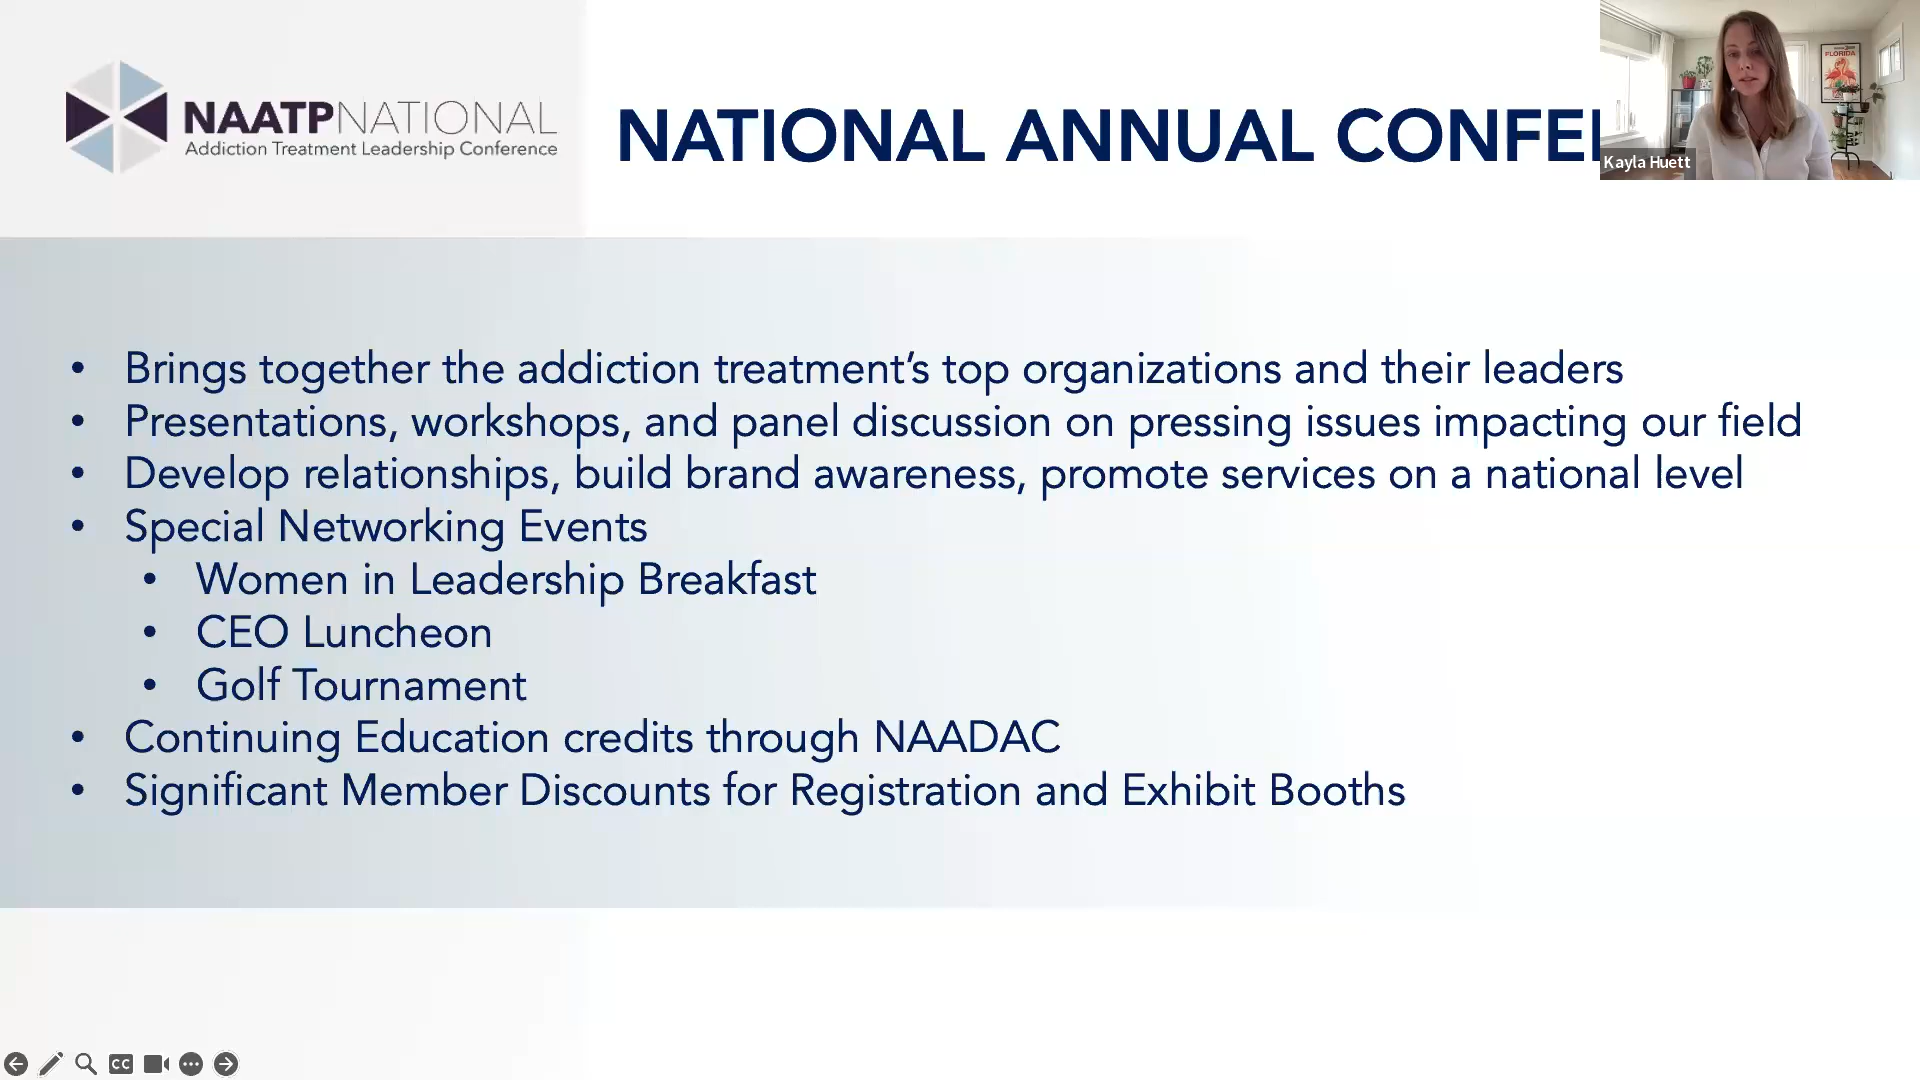 NAATPNATIONAL
Addiction Treatment Leadership Conference
NATIONAL ANNUAL CONFE
FLORIDA
Kayla Huett
• Brings together the addiction treatment’s top organizations and their leaders
• Presentations, workshops, and panel discussion on pressing issues impacting our field
• Develop relationships, build brand awareness, promote services on a national level
• Special Networking Events
• Women in Leadership Breakfast
• CEO Luncheon
• Golf Tournament
• Continuing Education credits through NAADAC
• Significant Member Discounts for Registration and Exhibit Booths
CC